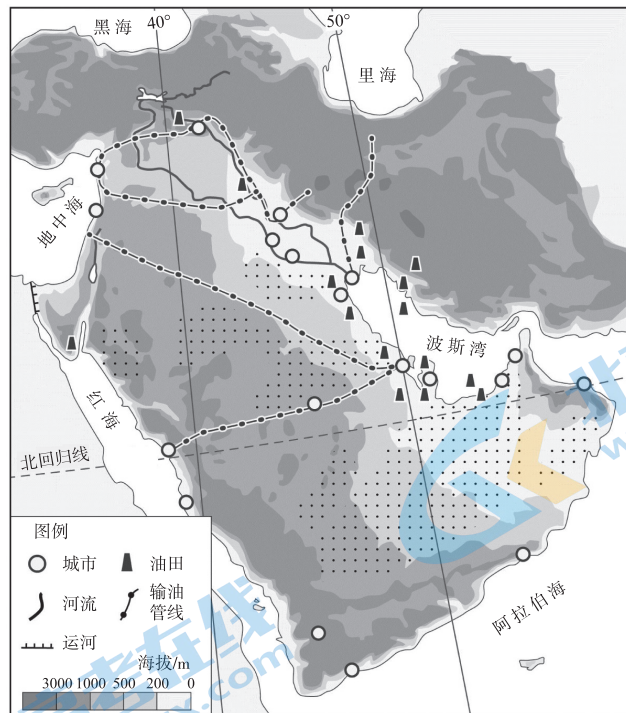 黑海
40°
50°
里海
地中海
波斯湾
红海
北回归线
阿拉伯海
图例
城市
油田
河流
输油
管线
运河
海拔/m
3000 1000 500 200 0